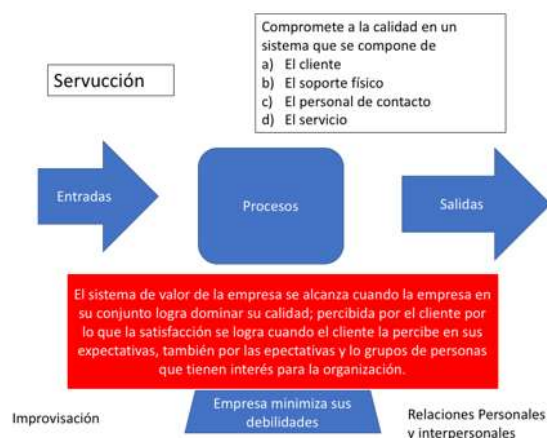 Compromete a la calidad en un
sistema que se compone de
a) El cliente
b) El soporte físico
c) El personal de contacto
d) El servicio
Servucción
Entradas
Procesos
Salidas
El sistema de valor de la empresa se alcanza cuando la empresa en
su conjunto logra dominar su calidad; percibida por el cliente por
lo que la satisfacción se logra cuando el cliente la percibe en sus
expectativas, también por las epectativas y lo grupos de personas
que tienen interés para la organización.
Empresa minimiza sus
debilidades
Improvisación
Relaciones Personales
y interpersonales